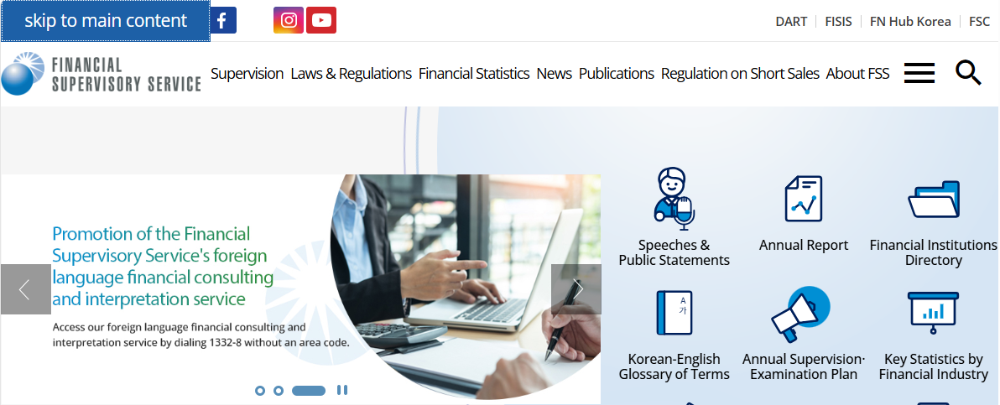 skip to main content
DART
FISIS
FN Hub Korea
FSC
FINANCIAL
SUPERVISORY SERVICE
Supervision
Laws & Regulations
Financial Statistics
News
Publications
Regulation on Short Sales
About FSS
Promotion of the Financial
Supervisory Service's foreign
language financial consulting
and interpretation service
Access our foreign language financial consulting and
interpretation service by dialing 1332-8 without an area code.
Speeches &
Public Statements
Annual Report
Financial Institutions
Directory
A
가
Korean-English
Glossary of Terms
Annual Supervision·
Examination Plan
Key Statistics by
Financial Industry